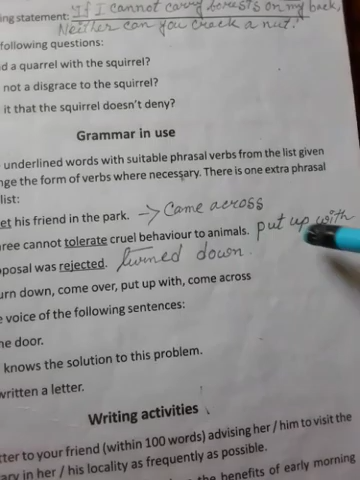 ing statement: If I cannot carry forests on my back,
Neither can you crack a nut.
following questions:
d a quarrel with the squirrel?
not a disgrace to the squirrel?
it that the squirrel doesn't deny?
Grammar in use
underlined words with suitable phrasal verbs from the list given
nge the form of verbs where necessary. There is one extra phrasal
list:
et his friend in the park. -> Came across
hree cannot tolerate cruel behaviour to animals. put up with
oposal was rejected. turned down.
urn down, come over, put up with, come across
e voice of the following sentences:
he door.
knows the solution to this problem.
written a letter.
Writing activities
tter to your friend (within 100 words) advising her / him to visit the
ary in her / his locality as frequently as possible.
the benefits of early morning